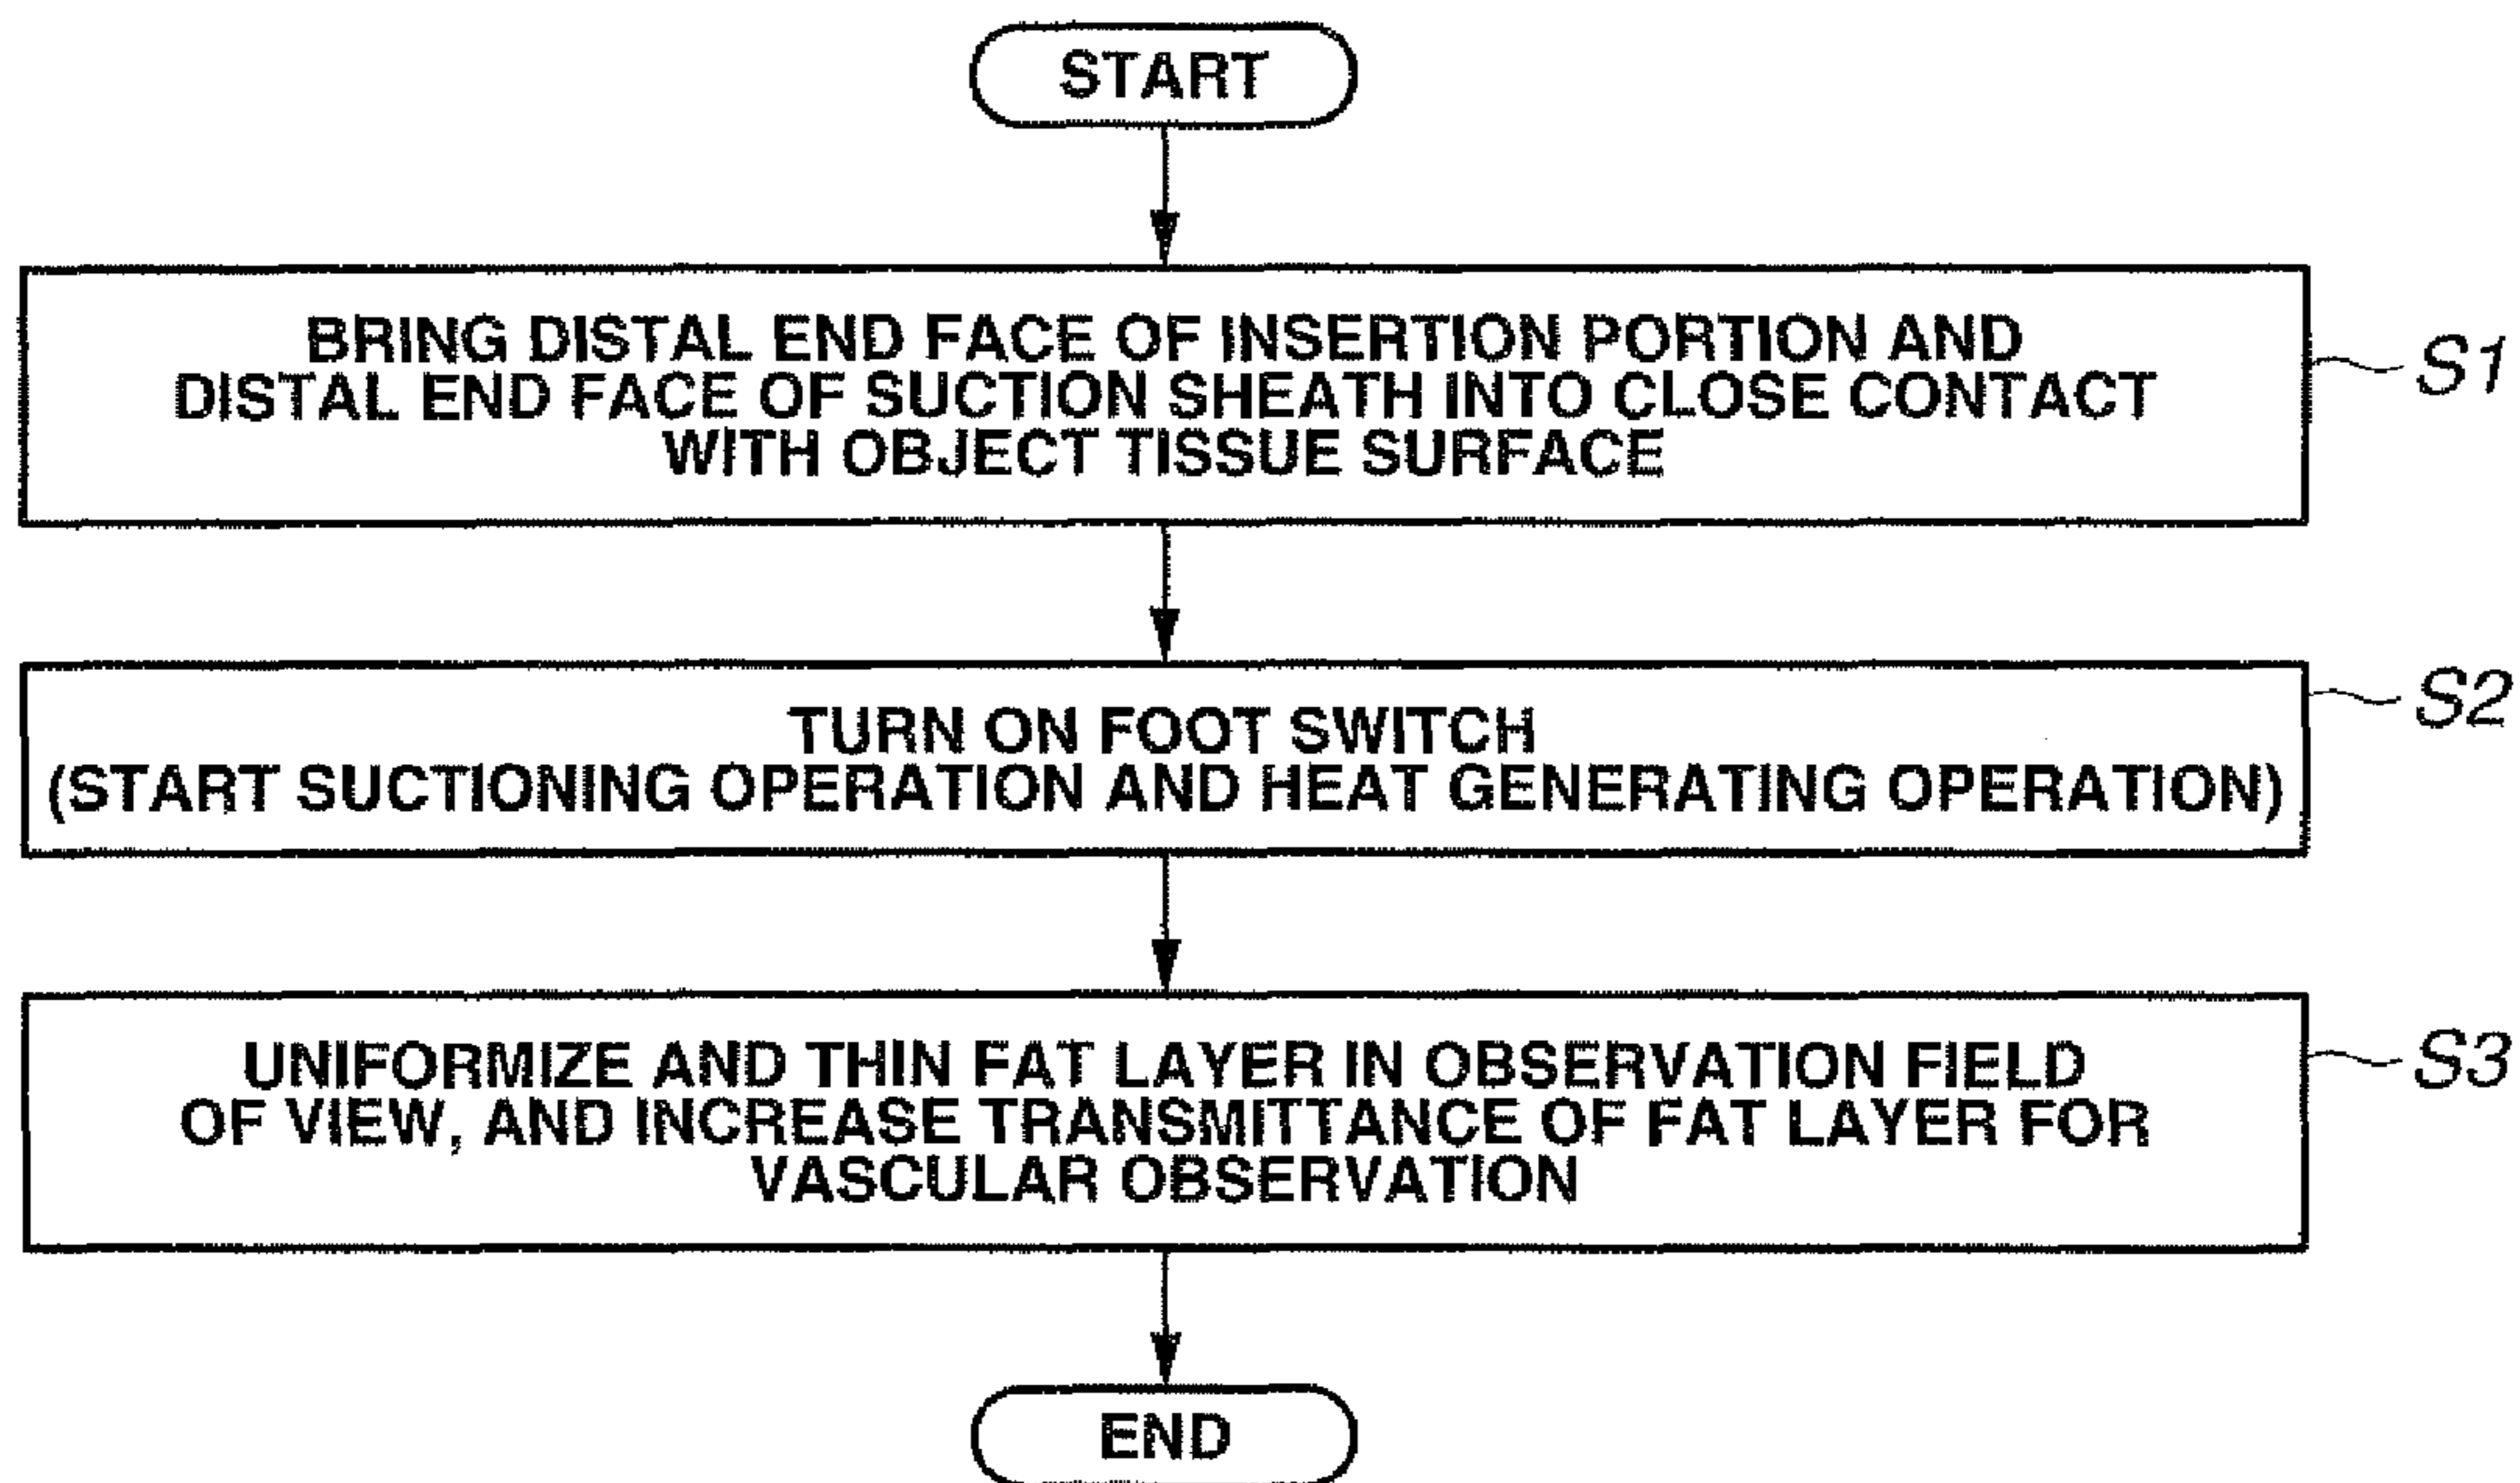 START
BRING DISTAL END FACE OF INSERTION PORTION AND
DISTAL END FACE OF SUCTION SHEATH INTO CLOSE CONTACT
WITH OBJECT TISSUE SURFACE
S1
TURN ON FOOT SWITCH
(START SUCTIONING OPERATION AND HEAT GENERATING OPERATION)
S2
UNIFORMIZE AND THIN FAT LAYER IN OBSERVATION FIELD
OF VIEW, AND INCREASE TRANSMITTANCE OF FAT LAYER FOR
VASCULAR OBSERVATION
S3
END